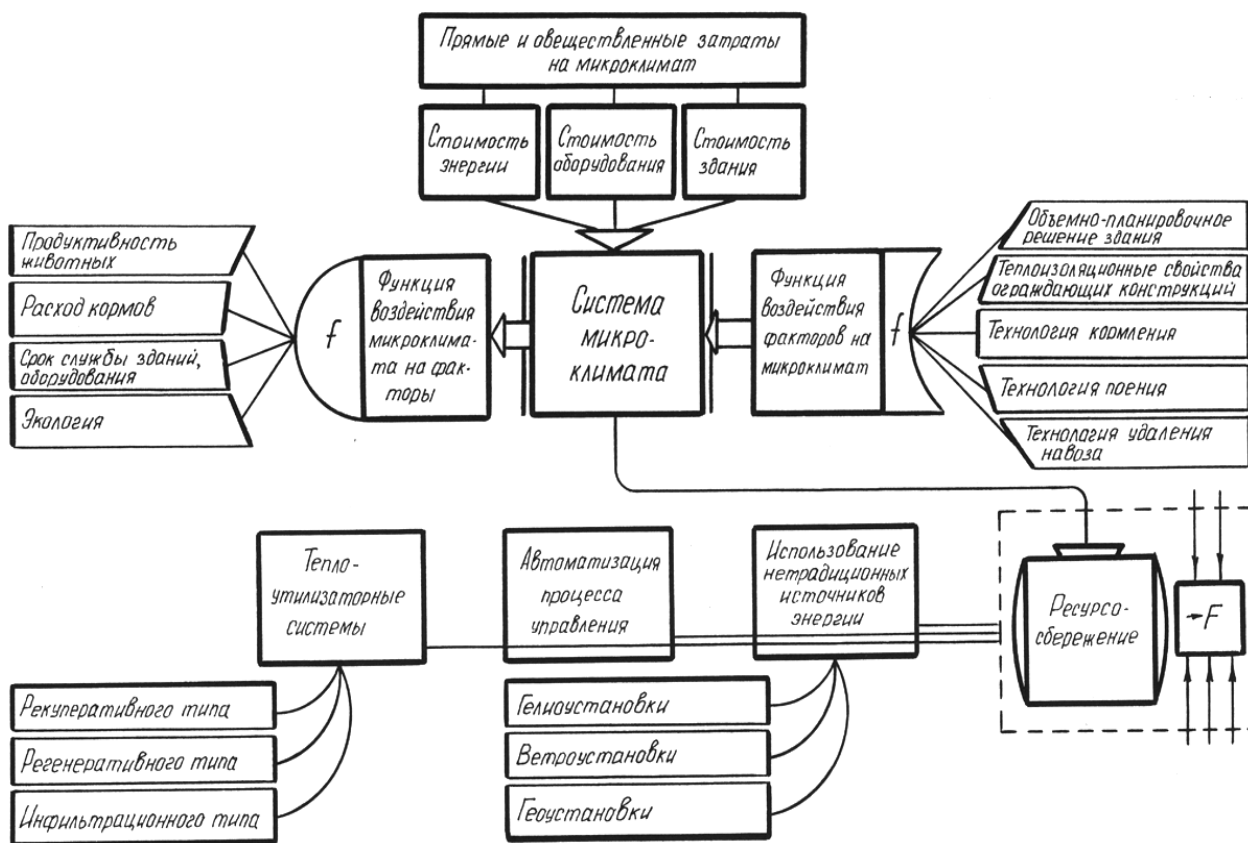 Прямые и овеществленные затраты
на микроклимат
Стоимость
энергии
Стоимость
оборудования
Стоимость
здания
Продуктивность
животных
Расход кормов
Срок службы зданий,
оборудования
Экология
f
Функция
воздействия
микроклима-
та на фак-
торы
Система
микро-
климата
Функция
воздействия
факторов на
микроклимат
f
Объемно-планировочное
решение здания
Теплоизоляционные свойства
ограждающих конструкций
Технология кормления
Технология поения
Технология удаления
навоза
Тепло-
утилизаторные
системы
Автоматизация
процесса
управления
Использование
нетрадиционных
источников
энергии
Ресурсо-
сбережение
F
Рекуперативного типа
Регенеративного типа
Инфильтрационного типа
Гелиоустановки
Ветроустановки
Геоустановки